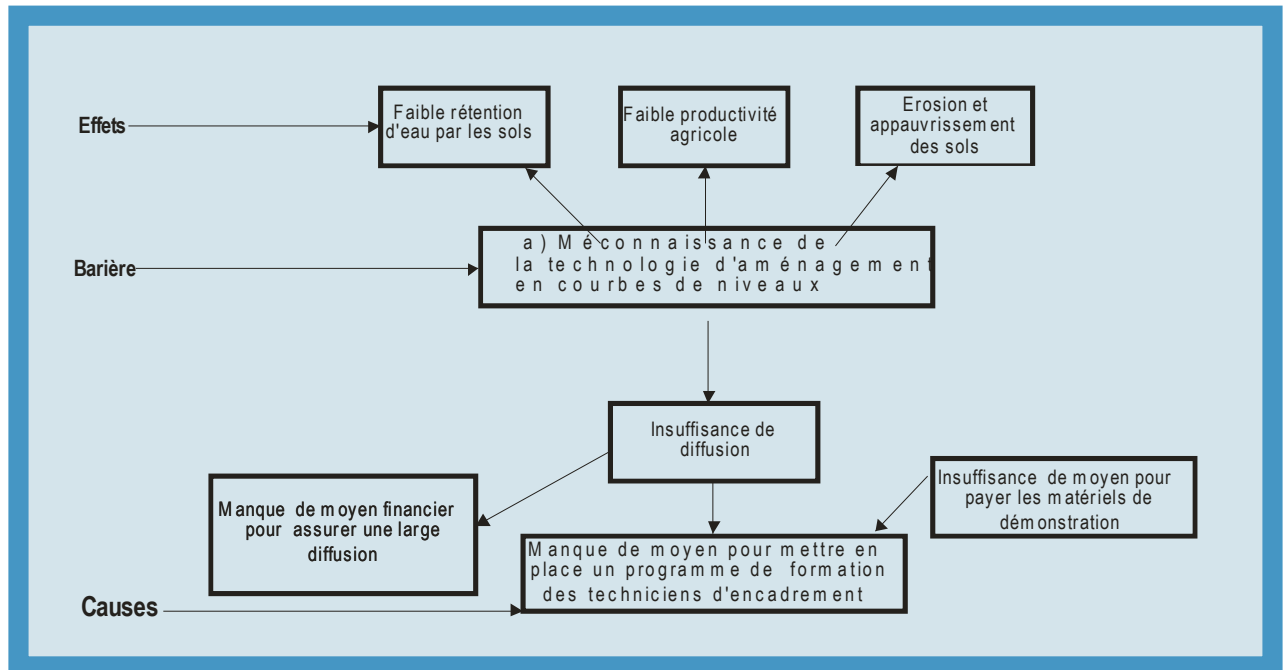 Effets
Faible rétention
d'eau par les sols
Faible productivité
agricole
Erosion et
appauvrissement
des sols
Barière
a) Méconnaissance de
la technologie d'aménagement
en courbes de niveaux
Insuffisance de
diffusion
Manque de moyen financier
pour assurer une large
diffusion
Insuffisance de moyen pour
payer les matériels de
démonstration
Manque de moyen pour mettre en
place un programme de formation
des techniciens d'encadrement
Causes